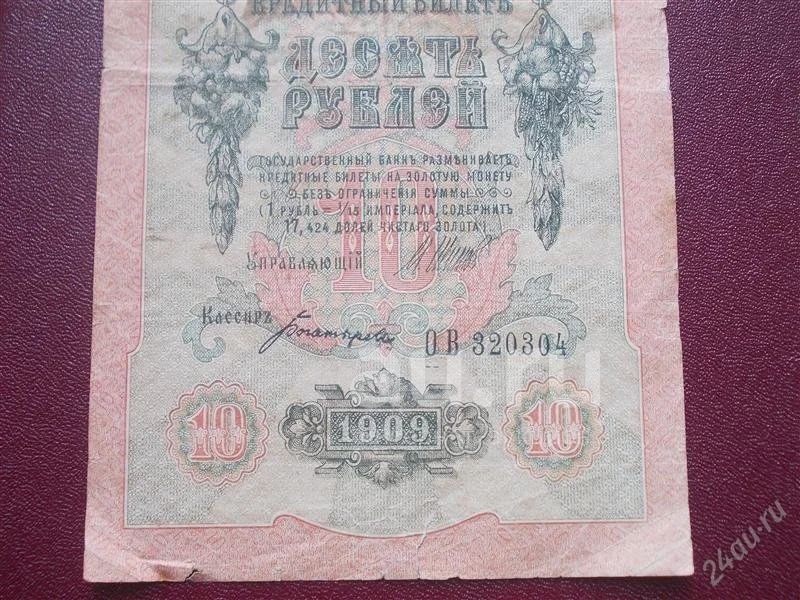 КРЕДИТНЫЙ БИЛЕТЪ
ДЕСЯТЬ
РУБЛЕЙ
ГОСУДАРСТВЕННЫЙ БАНКЪ РАЗМѢНИВАЕТЪ
КРЕДИТНЫЕ БИЛЕТЫ НА ЗОЛОТУЮ МОНЕТУ
БЕЗЪ ОГРАНИЧЕНІЯ СУММЫ
(1 РУБЛЬ = 1/15 ИМПЕРІАЛА, СОДЕРЖИТЪ
17,424 ДОЛЕЙ ЧИСТАГО ЗОЛОТА)
10
Управляющій
Кассиръ
ОВ 320304
10
1909
10
24au.ru